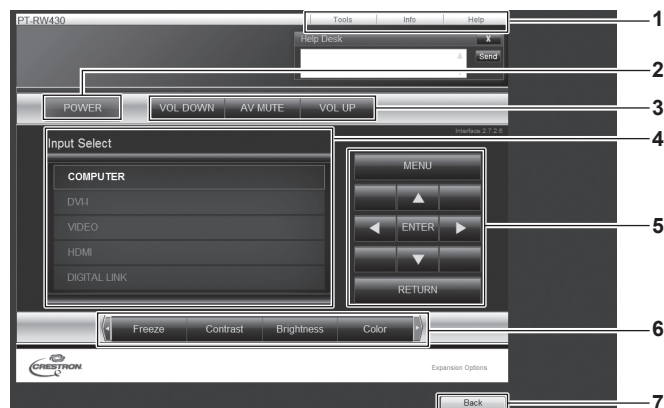 PT-RW430
Tools Info Help
1
Help Desk X
Send
2
POWER VOL DOWN AV MUTE VOL UP
3
Interface 2.7.2.6
4
Input Select
MENU
COMPUTER
DVI-I
VIDEO
ENTER
5
HDMI
DIGITAL LINK
RETURN
Freeze Contrast Brightness Color
6
CRESTRON
Expansion Options
Back
7